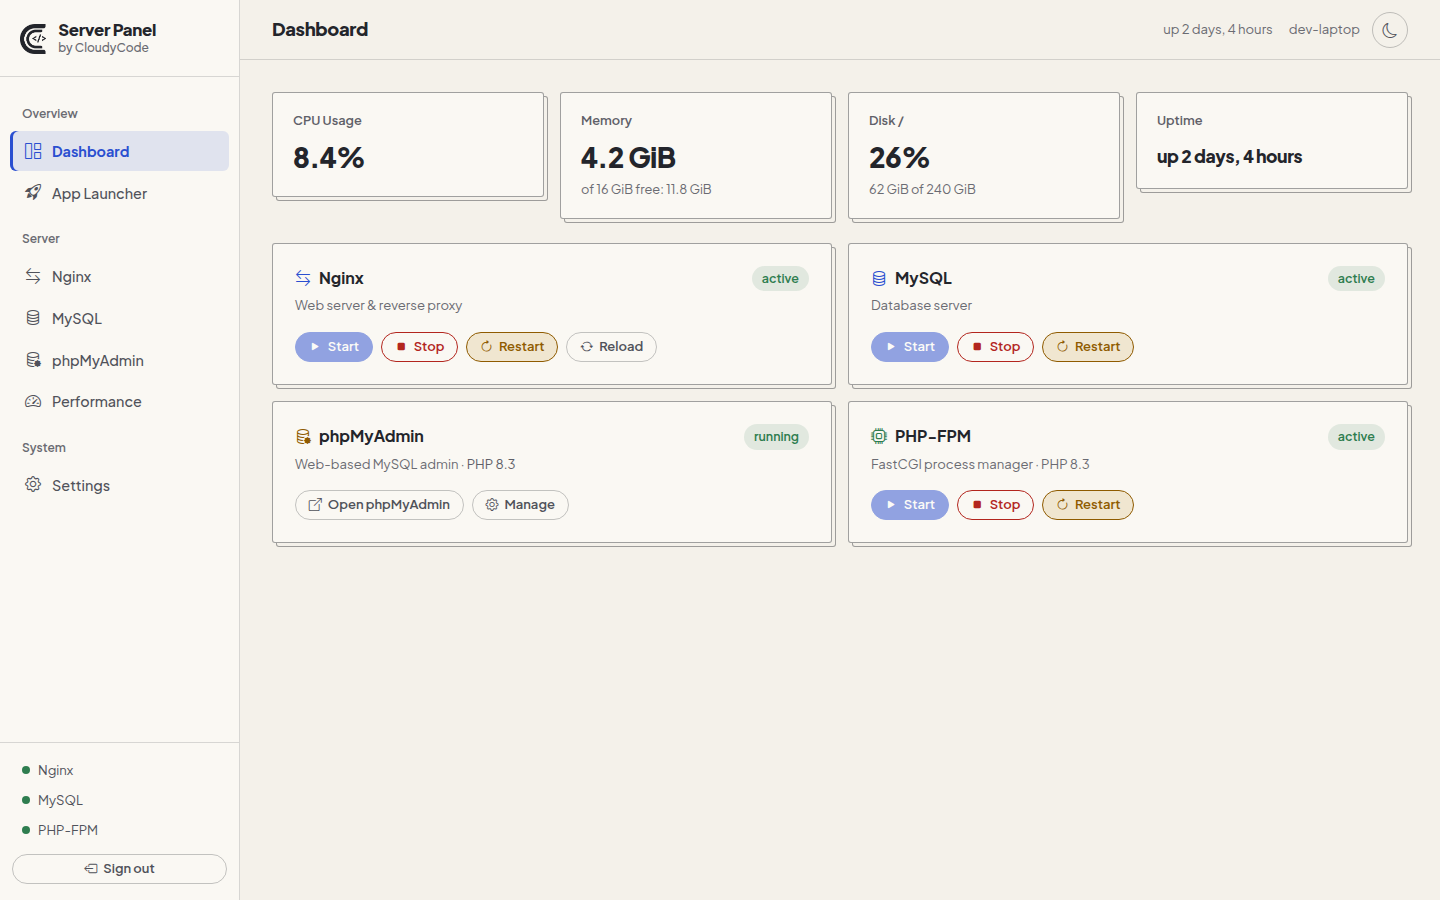 Server Panel
by CloudyCode
Overview
Dashboard
App Launcher
Server
Nginx
MySQL
phpMyAdmin
Performance
System
Settings
Nginx
MySQL
PHP-FPM
Sign out
Dashboard
up 2 days, 4 hours
dev-laptop
CPU Usage
8.4%
Memory
4.2 GiB
of 16 GiB free: 11.8 GiB
Disk /
26%
62 GiB of 240 GiB
Uptime
up 2 days, 4 hours
Nginx
active
Web server & reverse proxy
Start
Stop
Restart
Reload
MySQL
active
Database server
Start
Stop
Restart
phpMyAdmin
running
Web-based MySQL admin · PHP 8.3
Open phpMyAdmin
Manage
PHP-FPM
active
FastCGI process manager · PHP 8.3
Start
Stop
Restart